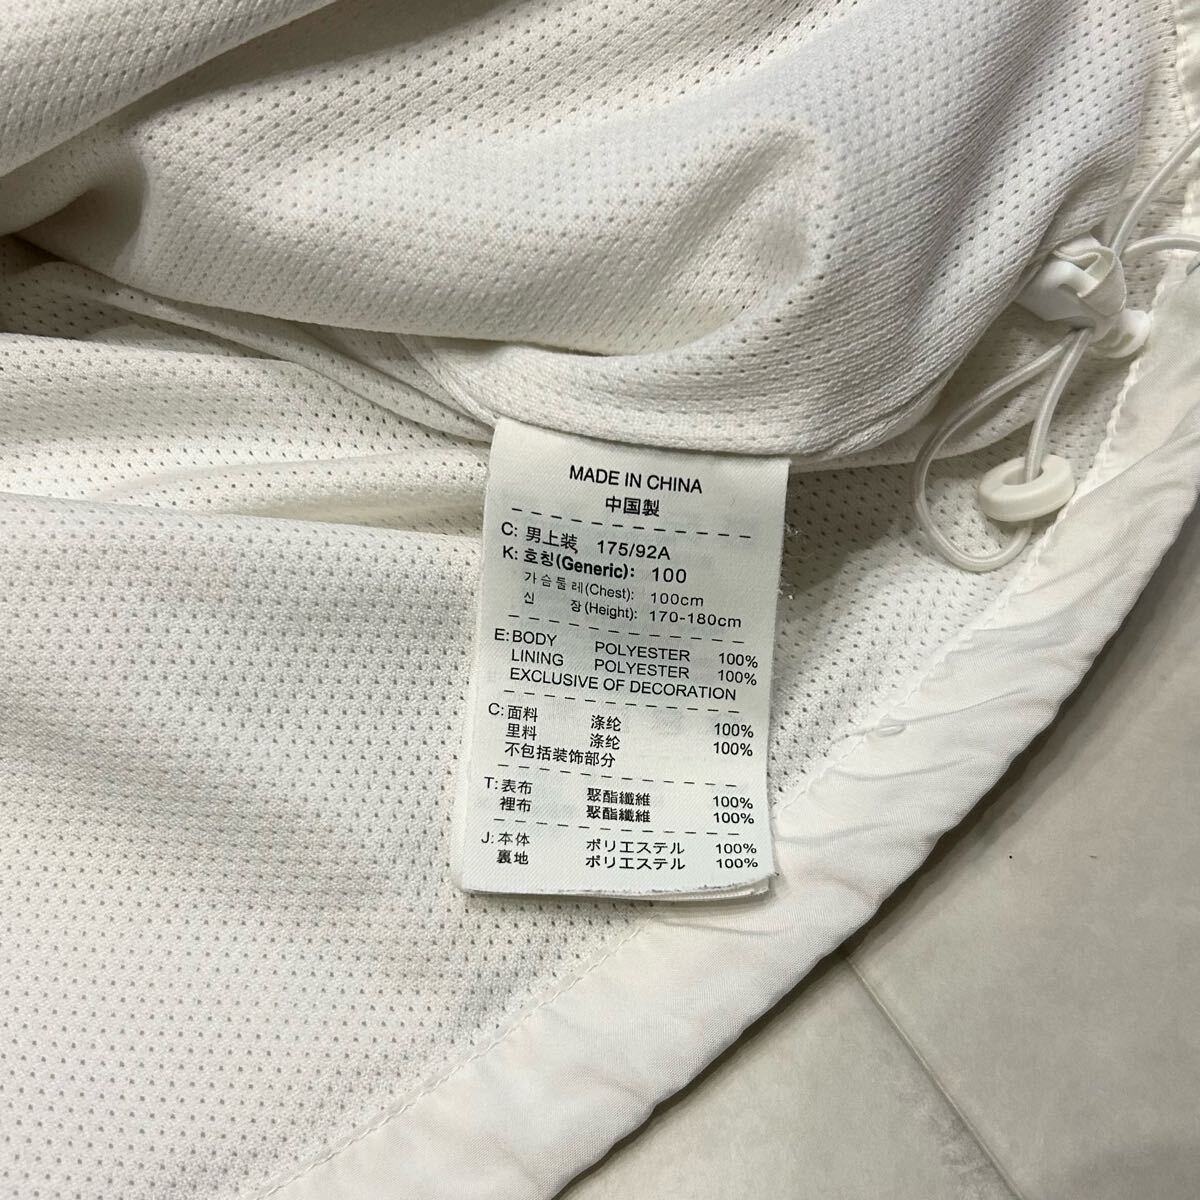 MADE IN CHINA
中国製
C: 男上装 175/92A
K: 호칭(Generic): 100
가슴둘레(Chest): 100cm
신 장(Height): 170-180cm
E: BODY POLYESTER 100%
LINING POLYESTER 100%
EXCLUSIVE OF DECORATION
C: 面料 涤纶 100%
里料 涤纶 100%
不包括装饰部分
T: 表布 聚酯纖維 100%
裡布 聚酯纖維 100%
J: 本体 ポリエステル 100%
裏地 ポリエステル 100%